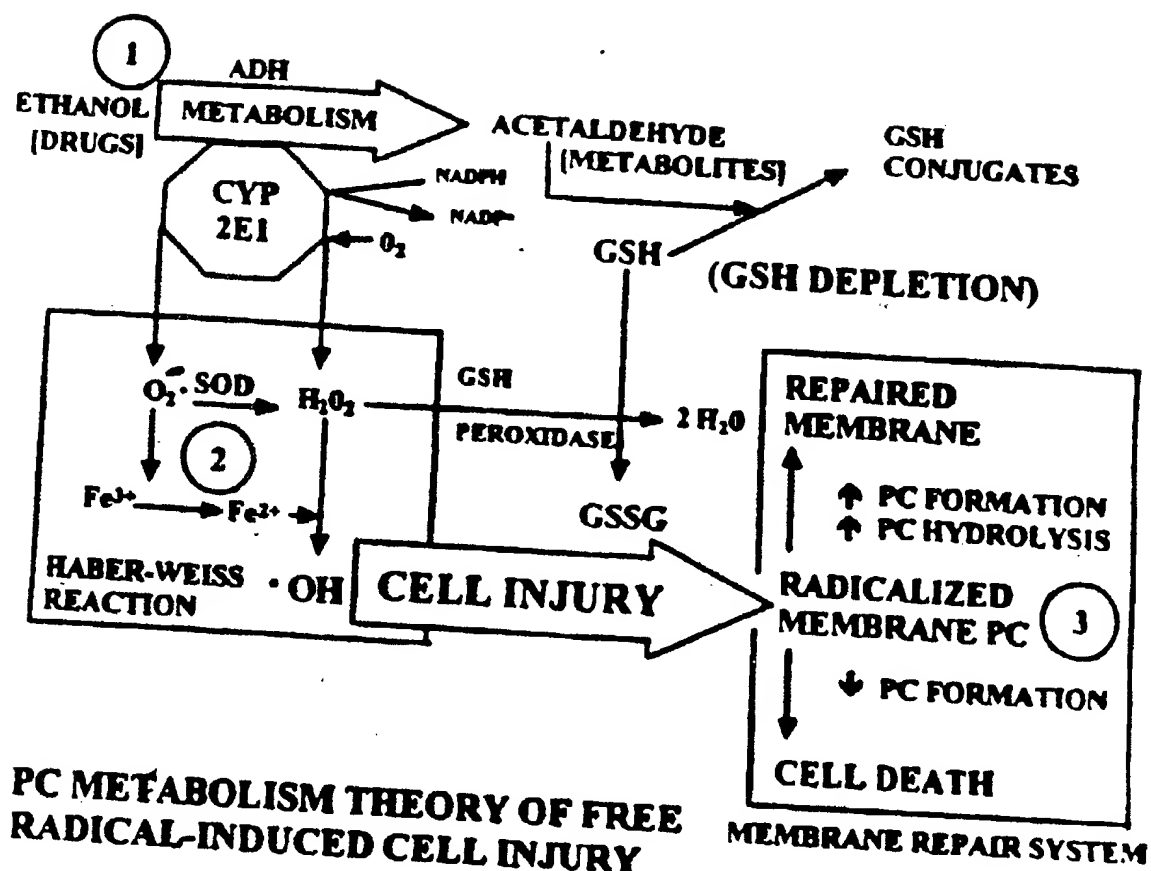 1
ADH
ETHANOL
[DRUGS]
METABOLISM
ACETALDEHYDE
[METABOLITES]
GSH
CONJUGATES
CYP
2E1
NADPH
NADP
O₂
GSH
(GSH DEPLETION)
O₂⁻·
SOD
H₂O₂
GSH
PEROXIDASE
2 H₂O
2
Fe³⁺
Fe²⁺
GSSG
HABER-WEISS
REACTION
·OH
CELL INJURY
REPAIRED
MEMBRANE
↑ PC FORMATION
↑ PC HYDROLYSIS
RADICALIZED
MEMBRANE PC
3
↓ PC FORMATION
CELL DEATH
PC METABOLISM THEORY OF FREE
RADICAL-INDUCED CELL INJURY
MEMBRANE REPAIR SYSTEM